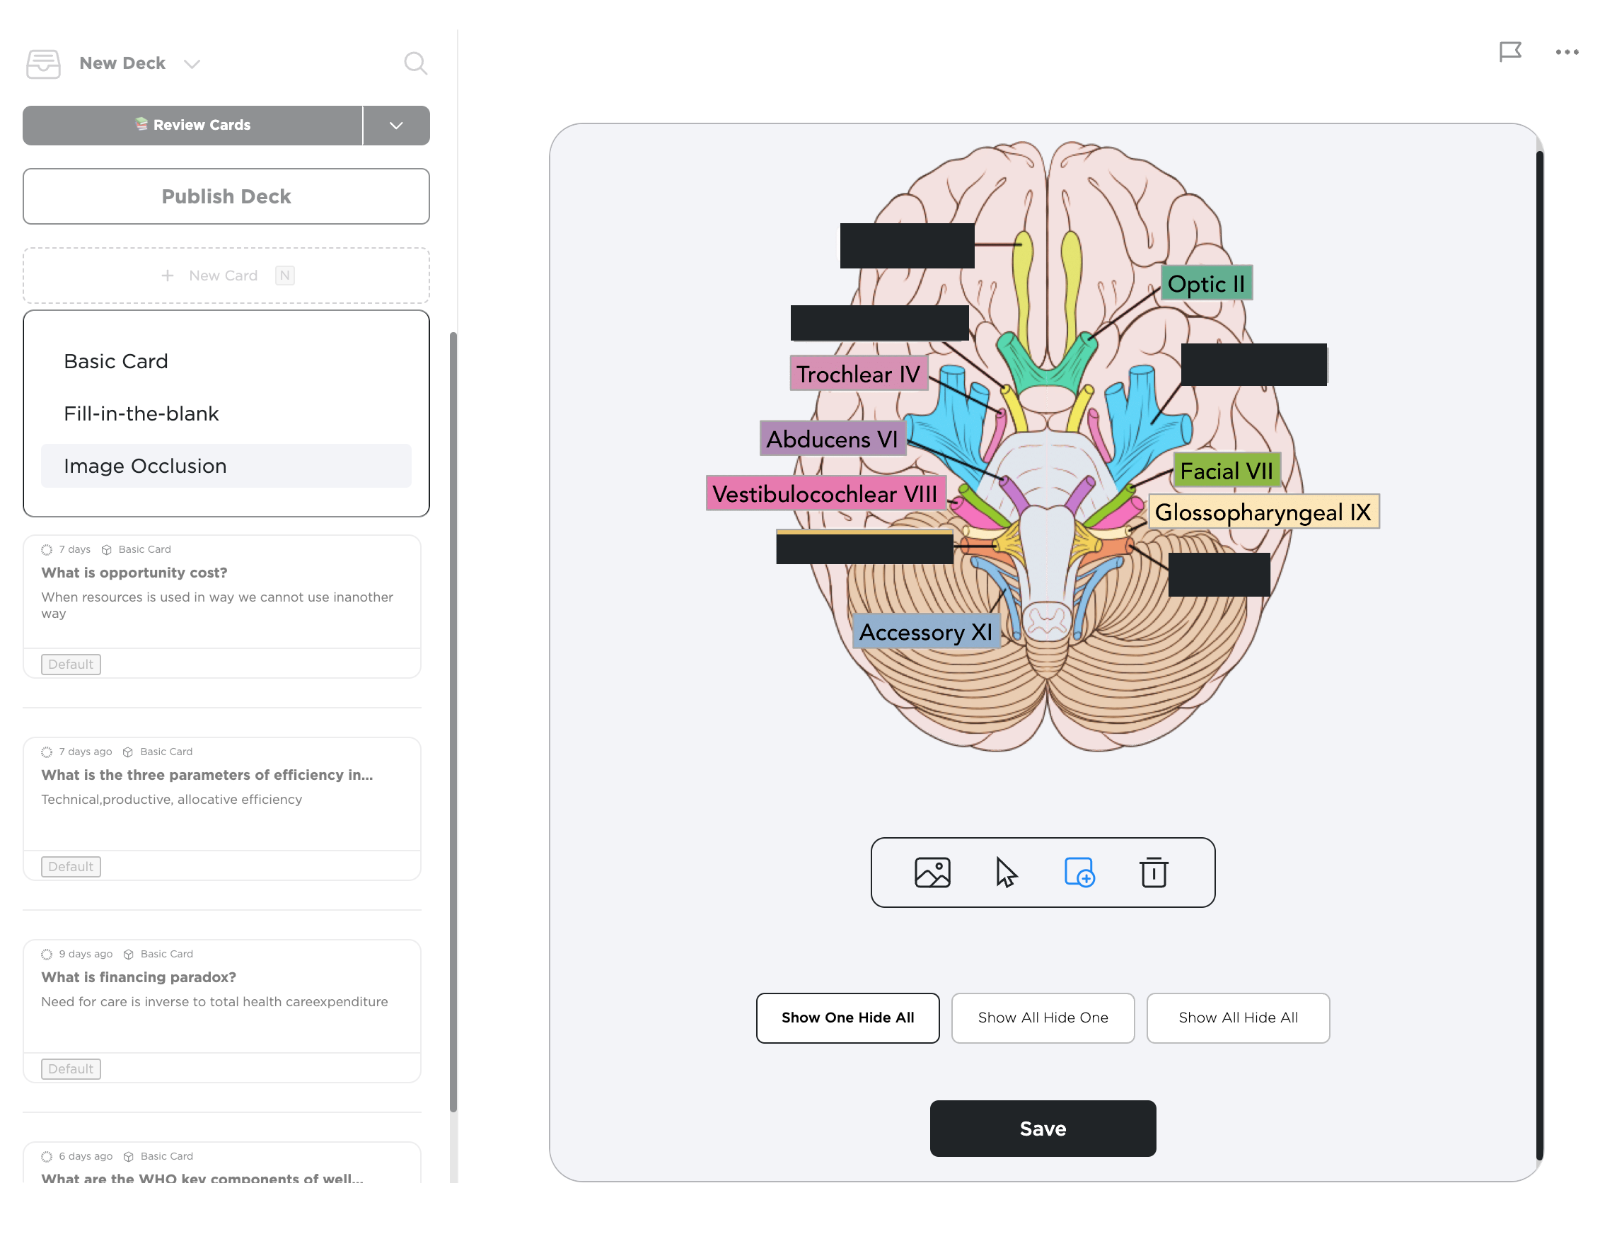 New Deck
Review Cards
Publish Deck
+ New Card N
Basic Card
Fill-in-the-blank
Image Occlusion
7 days Basic Card
What is opportunity cost?
When resources is used in way we cannot use inanother
way
Default
7 days ago Basic Card
What is the three parameters of efficiency in...
Technical,productive, allocative efficiency
Default
9 days ago Basic Card
What is financing paradox?
Need for care is inverse to total health careexpenditure
Default
6 days ago Basic Card
What are the WHO key components of well...
Optic II
Trochlear IV
Abducens VI
Facial VII
Vestibulocochlear VIII
Glossopharyngeal IX
Accessory XI
Show One Hide All
Show All Hide One
Show All Hide All
Save